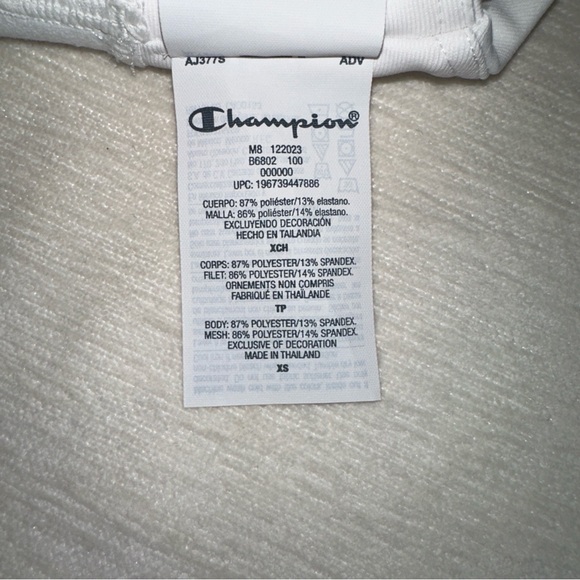 AJ377S ADV
Champion®
M8 122023
B6802 100
000000
UPC: 196739447886
CUERPO: 87% poliéster/13% elastano.
MALLA: 86% poliéster/14% elastano.
EXCLUYENDO DECORACIÓN
HECHO EN TAILANDIA
XCH
CORPS: 87% POLYESTER/13% SPANDEX.
FILET: 86% POLYESTER/14% SPANDEX.
ORNEMENTS NON COMPRIS
FABRIQUÉ EN THAÏLANDE
TP
BODY: 87% POLYESTER/13% SPANDEX.
MESH: 86% POLYESTER/14% SPANDEX.
EXCLUSIVE OF DECORATION
MADE IN THAILAND
XS